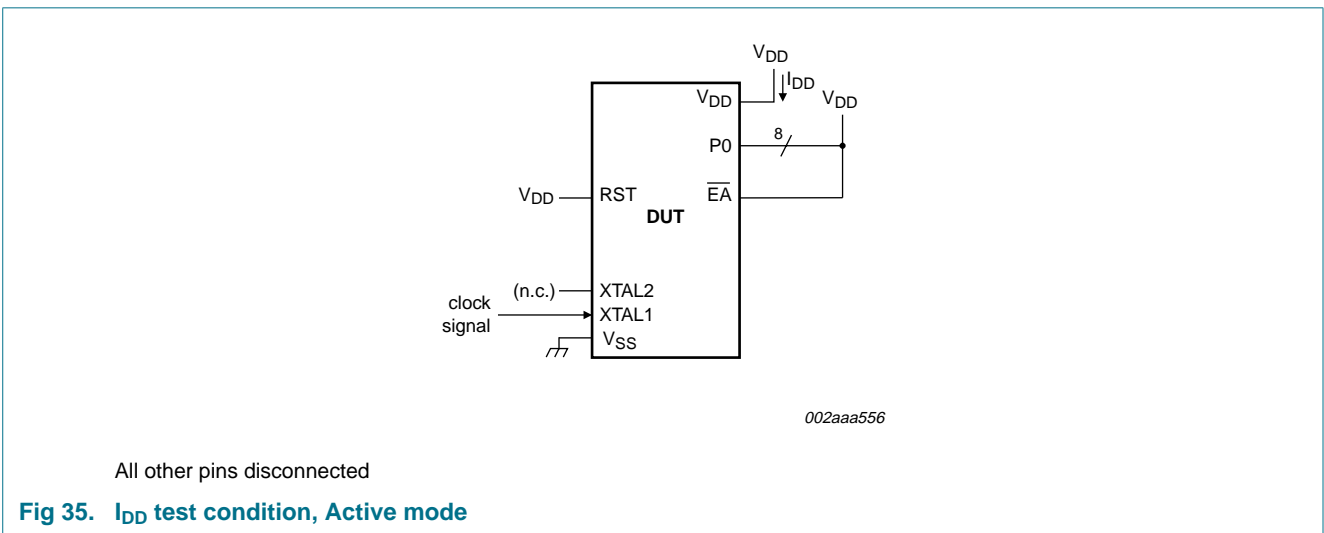 VDD
IDD
VDD
VDD
P0
8
VDD
RST
EA
DUT
(n.c.)
XTAL2
clock
signal
XTAL1
VSS
002aaa556
All other pins disconnected
Fig 35. IDD test condition, Active mode